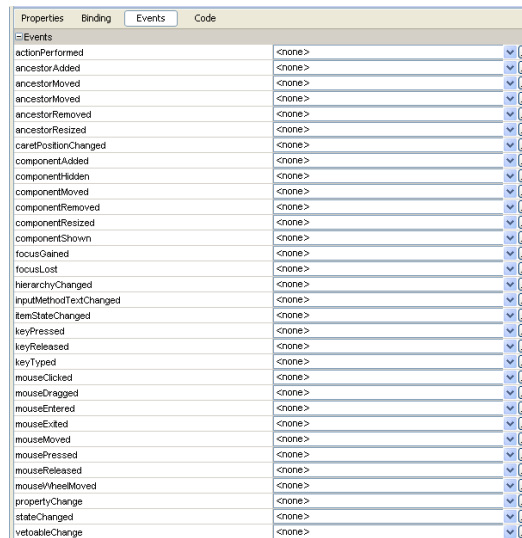 Properties Binding Events Code
Events
actionPerformed <none>
ancestorAdded <none>
ancestorMoved <none>
ancestorMoved <none>
ancestorRemoved <none>
ancestorResized <none>
caretPositionChanged <none>
componentAdded <none>
componentHidden <none>
componentMoved <none>
componentRemoved <none>
componentResized <none>
componentShown <none>
focusGained <none>
focusLost <none>
hierarchyChanged <none>
inputMethodTextChanged <none>
itemStateChanged <none>
keyPressed <none>
keyReleased <none>
keyTyped <none>
mouseClicked <none>
mouseDragged <none>
mouseEntered <none>
mouseExited <none>
mouseMoved <none>
mousePressed <none>
mouseReleased <none>
mouseWheelMoved <none>
propertyChange <none>
stateChanged <none>
vetoableChange <none>